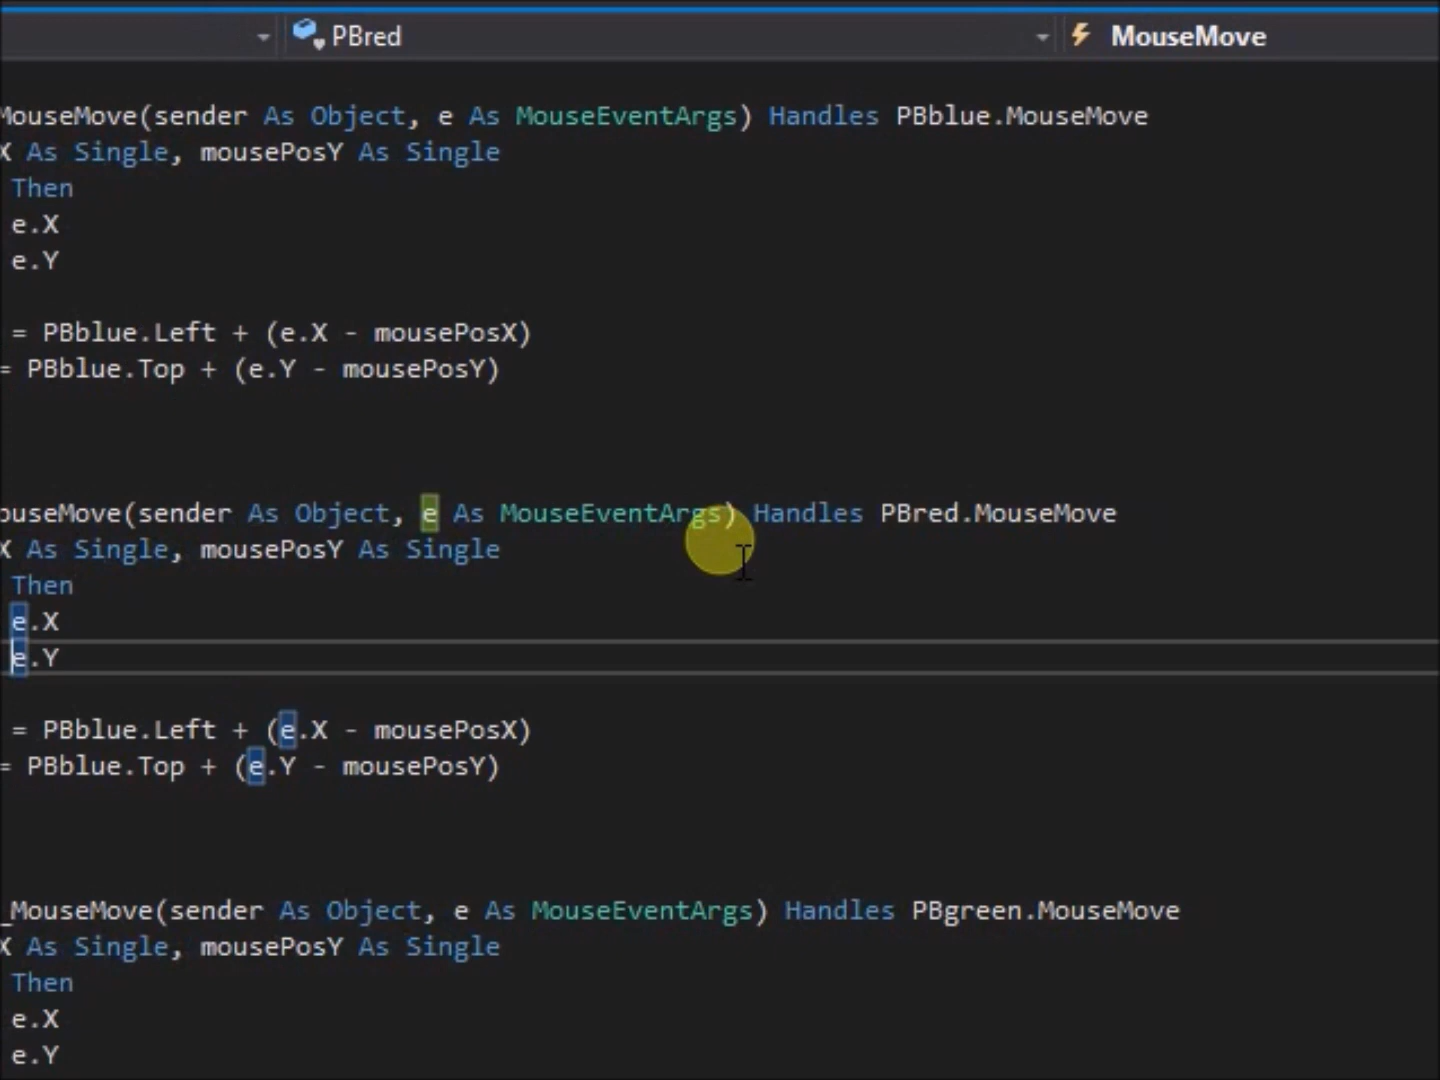 PBred MouseMove
MouseMove(sender As Object, e As MouseEventArgs) Handles PBblue.MouseMove
X As Single, mousePosY As Single
Then
e.X
e.Y
= PBblue.Left + (e.X - mousePosX)
= PBblue.Top + (e.Y - mousePosY)
ouseMove(sender As Object, e As MouseEventArgs) Handles PBred.MouseMove
X As Single, mousePosY As Single
Then
e.X
e.Y
= PBblue.Left + (e.X - mousePosX)
= PBblue.Top + (e.Y - mousePosY)
_MouseMove(sender As Object, e As MouseEventArgs) Handles PBgreen.MouseMove
X As Single, mousePosY As Single
Then
e.X
e.Y